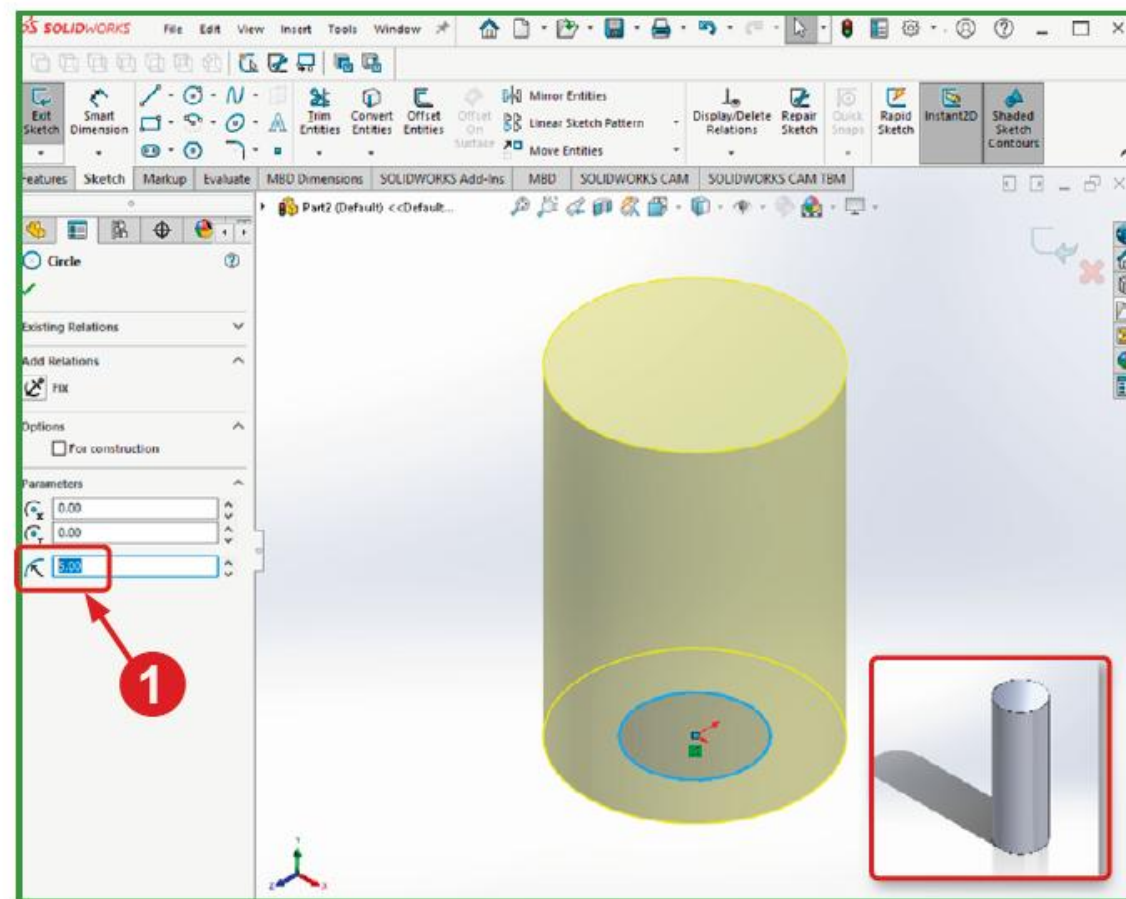 SOLIDWORKS File Edit View Insert Tools Window
Exit Sketch
Smart Dimension
Trim Entities
Convert Entities
Offset Entities
Offset On Surface
Mirror Entities
Linear Sketch Pattern
Move Entities
Display/Delete Relations
Repair Sketch
Quick Snaps
Rapid Sketch
Instant2D
Shaded Sketch Contours
Features Sketch Markup Evaluate MBD Dimensions SOLIDWORKS Add-Ins MBD SOLIDWORKS CAM SOLIDWORKS CAM TBM
Part2 (Default) <<Default...
Circle
Existing Relations
Add Relations
Fix
Options
For construction
Parameters
0.00
0.00
5.00
1